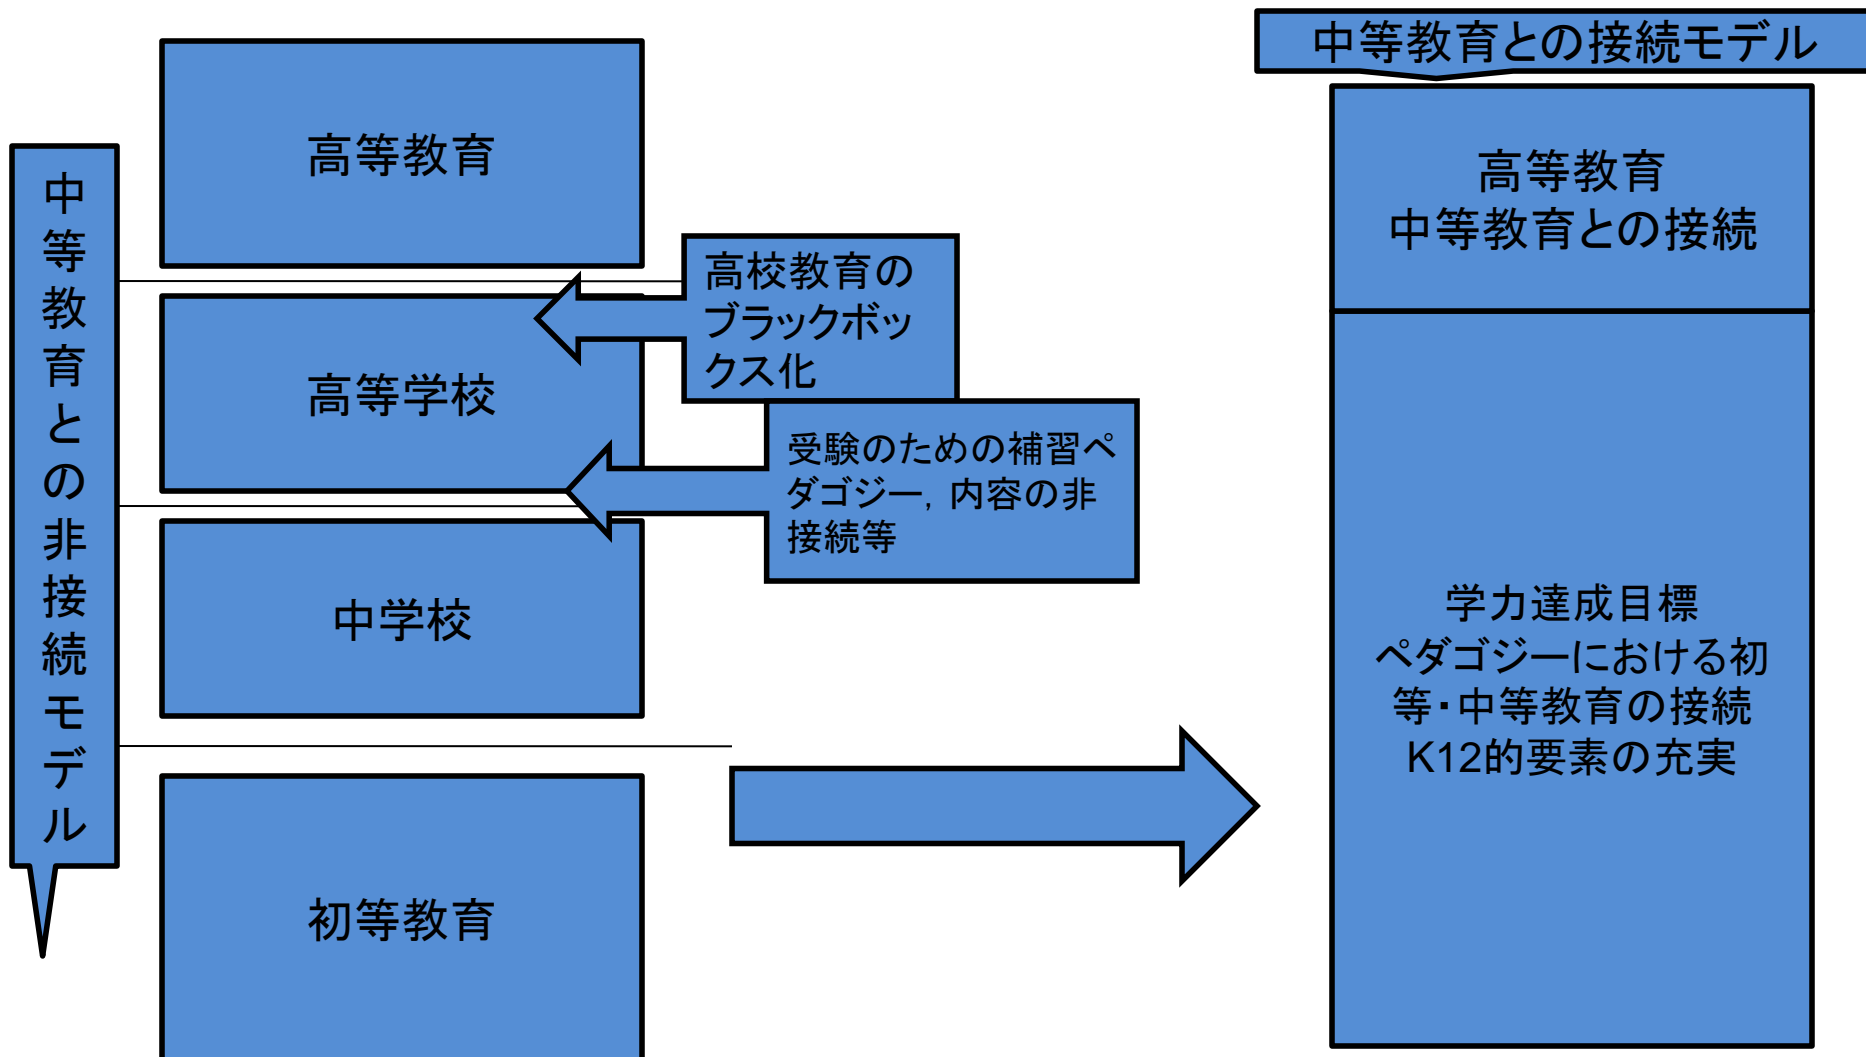 中等教育との非接続モデル
高等教育
高等学校
中学校
初等教育
高校教育の
ブラックボッ
クス化
受験のための補習ペ
ダゴジー，内容の非
接続等
中等教育との接続モデル
高等教育
中等教育との接続
学力達成目標
ペダゴジーにおける初
等・中等教育の接続
K12的要素の充実